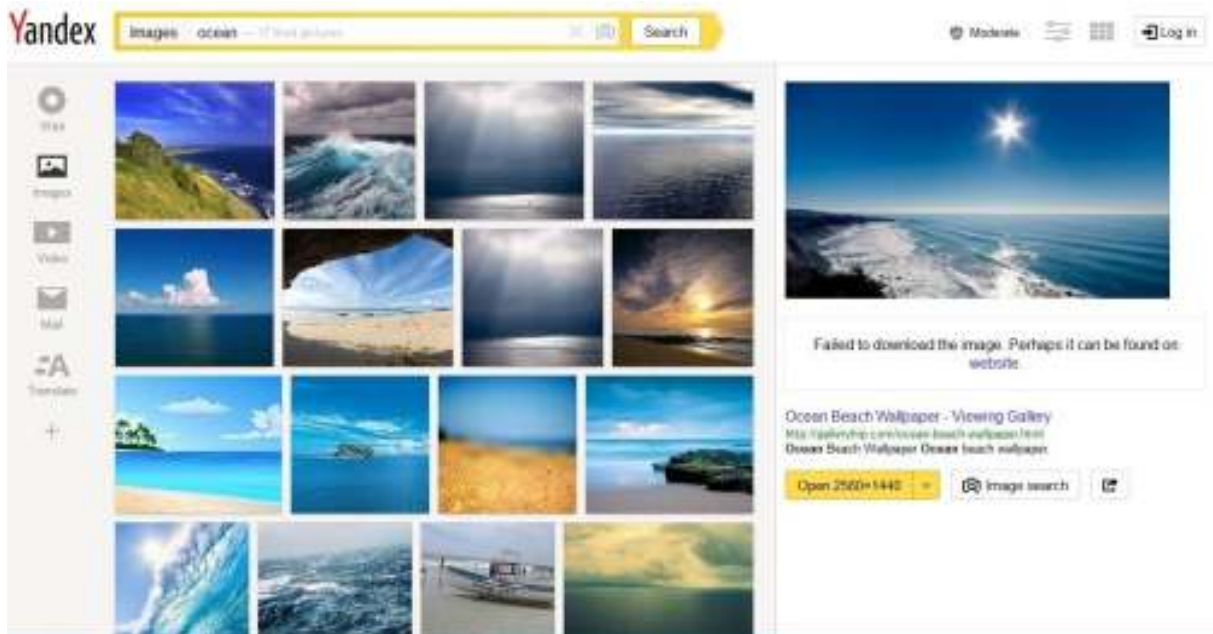 Yandex
Images ocean
Search
Moderate
Log in
Images
Video
Mail
Translate
Failed to download the image. Perhaps it can be found on
website
Ocean Beach Wallpaper - Viewing Gallery
Ocean Beach Wallpaper Ocean beach wallpaper.
Open 2560×1440
Image search